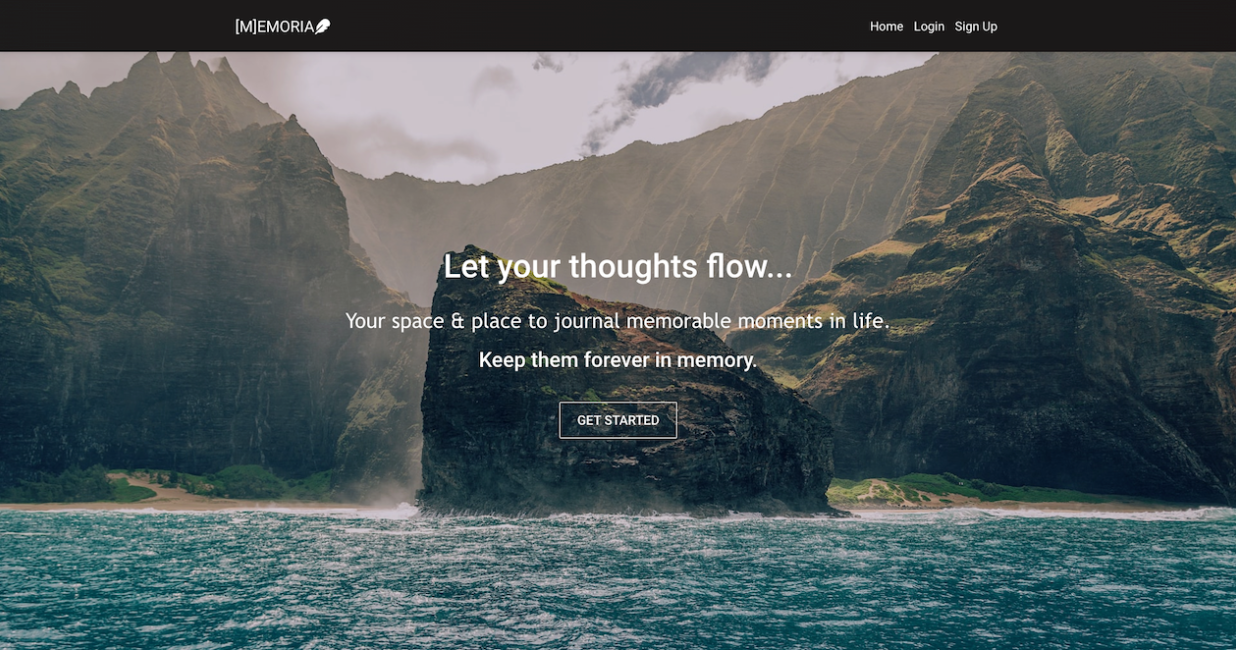 [M]EMORIA
Home Login Sign Up
Let your thoughts flow...
Your space & place to journal memorable moments in life.
Keep them forever in memory.
GET STARTED